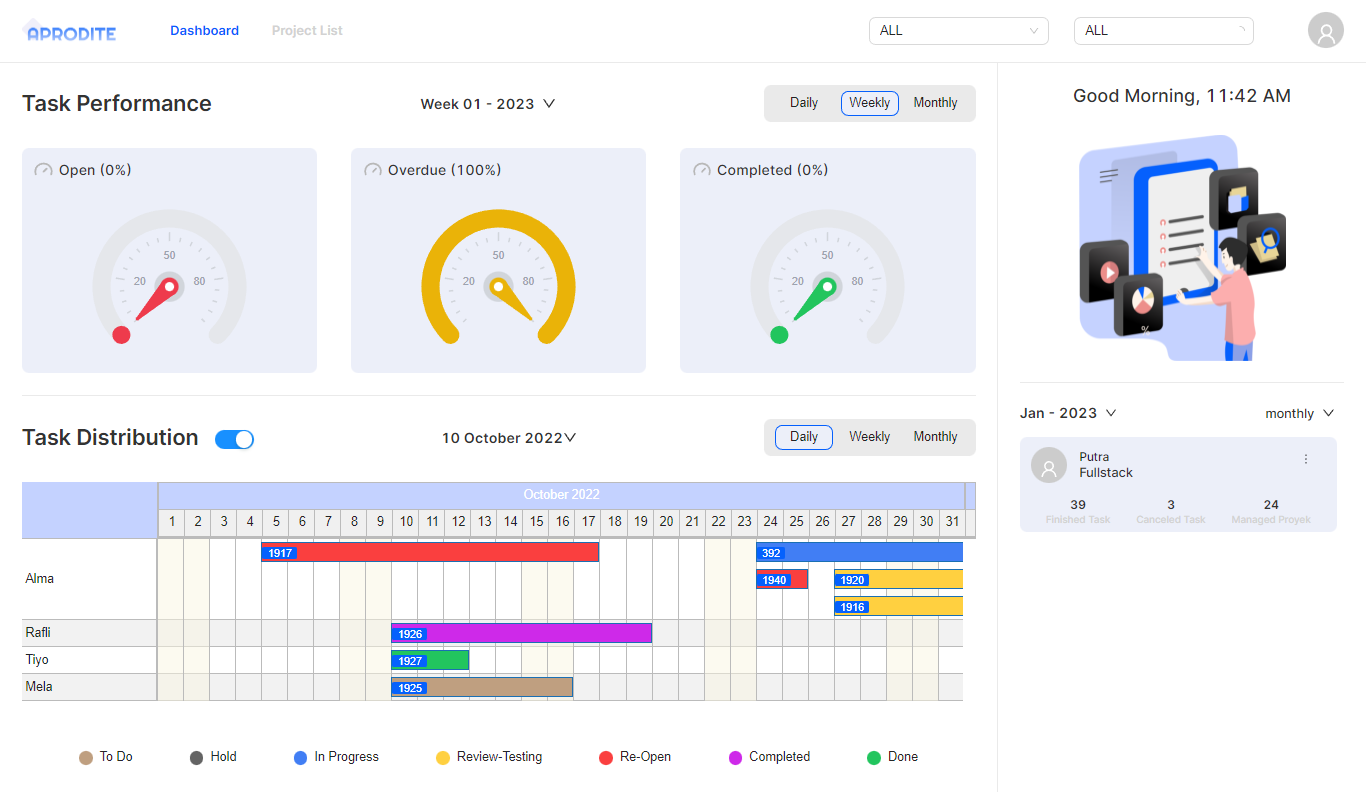 APRODITE Dashboard Project List ALL ALL
Task Performance Week 01 - 2023 Daily Weekly Monthly
Open (0%)
50
20 80
Overdue (100%)
50
20 80
Completed (0%)
50
20 80
Task Distribution 10 October 2022 Daily Weekly Monthly
October 2022
1 2 3 4 5 6 7 8 9 10 11 12 13 14 15 16 17 18 19 20 21 22 23 24 25 26 27 28 29 30 31
1917 392
Alma 1940 1920
1916
Rafli 1926
Tiyo 1927
Mela 1925
To Do Hold In Progress Review-Testing Re-Open Completed Done
Good Morning, 11:42 AM
%
Jan - 2023 monthly
Putra
Fullstack
39 3 24
Finished Task Canceled Task Managed Proyek